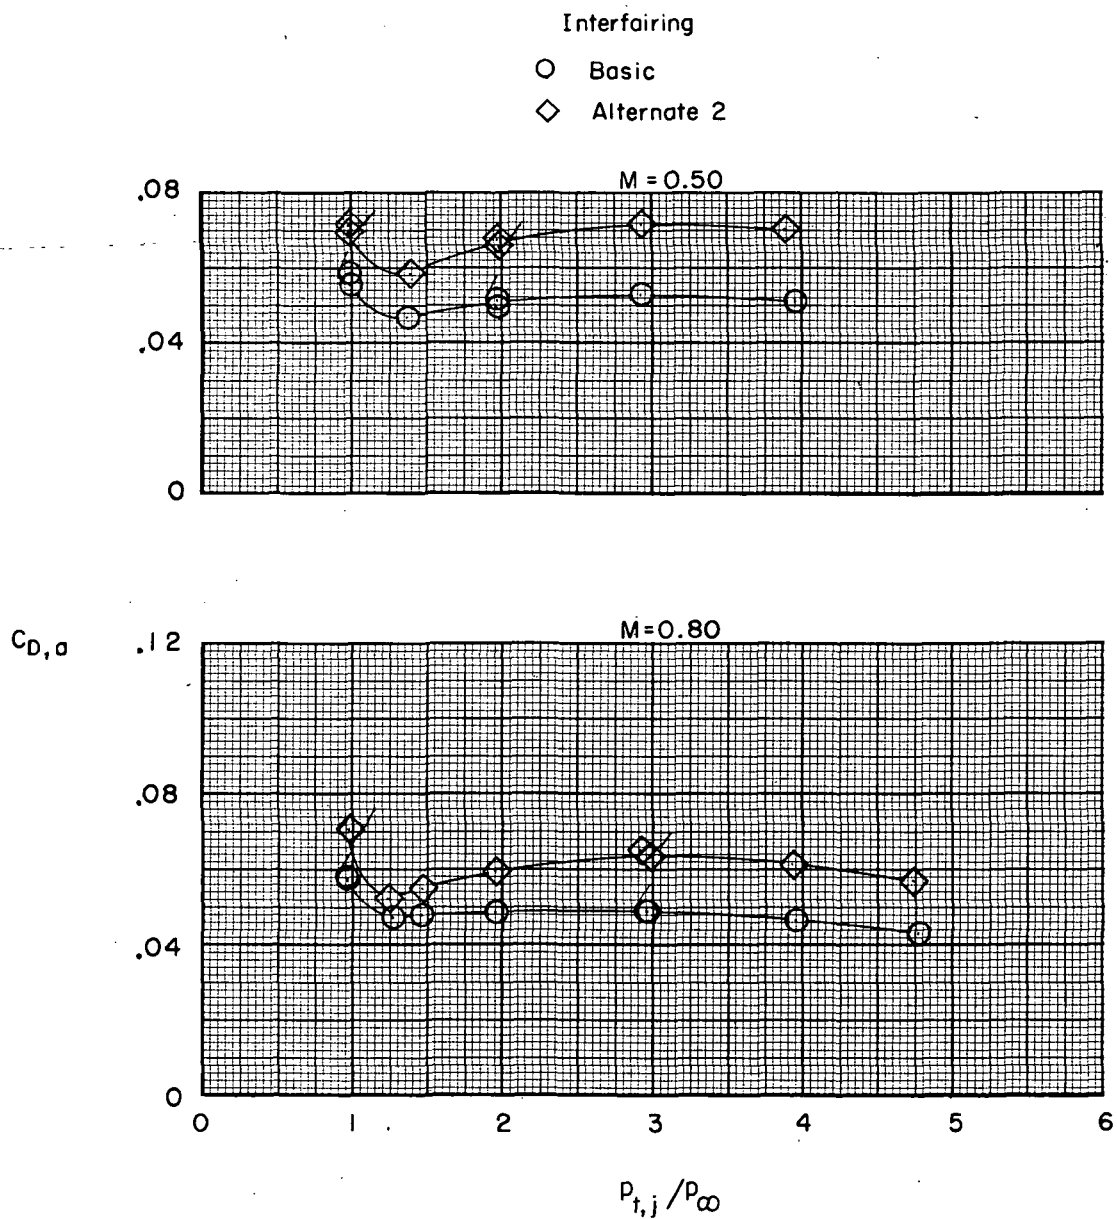 Interfairing
Basic
Alternate 2
M = 0.50
.08
.04
0
M=0.80
C_{D,a}
.12
.08
.04
0
0 1 2 3 4 5 6
p_{t,j}/p_∞